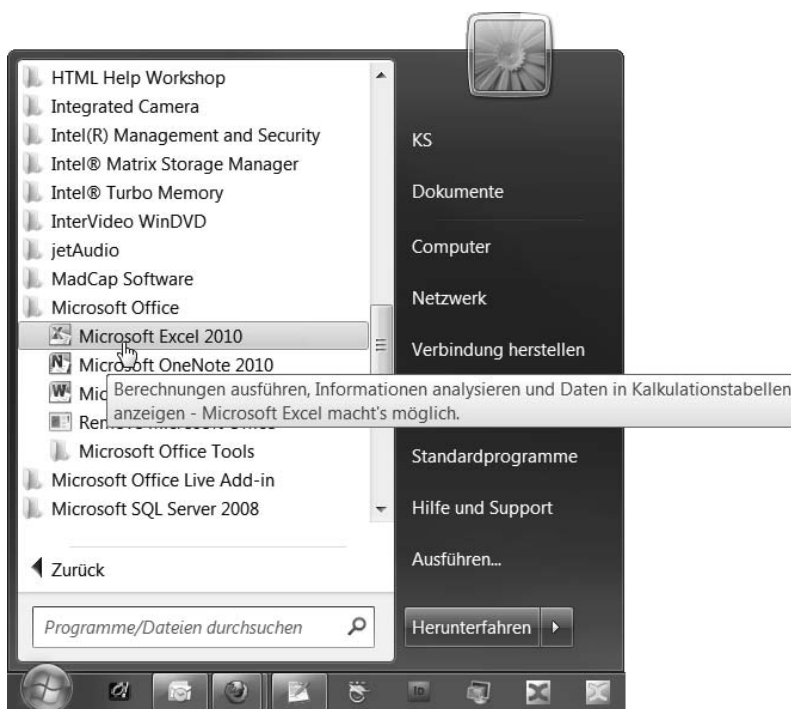 HTML Help Workshop
Integrated Camera
Intel(R) Management and Security
Intel® Matrix Storage Manager
Intel® Turbo Memory
InterVideo WinDVD
jetAudio
MadCap Software
Microsoft Office
Microsoft Excel 2010
Microsoft OneNote 2010
Berechnungen ausführen, Informationen analysieren und Daten in Kalkulationstabellen
anzeigen - Microsoft Excel macht's möglich.
Microsoft Office Tools
Microsoft Office Live Add-in
Microsoft SQL Server 2008
Zurück
Programme/Dateien durchsuchen
KS
Dokumente
Computer
Netzwerk
Verbindung herstellen
Standardprogramme
Hilfe und Support
Ausführen...
Herunterfahren